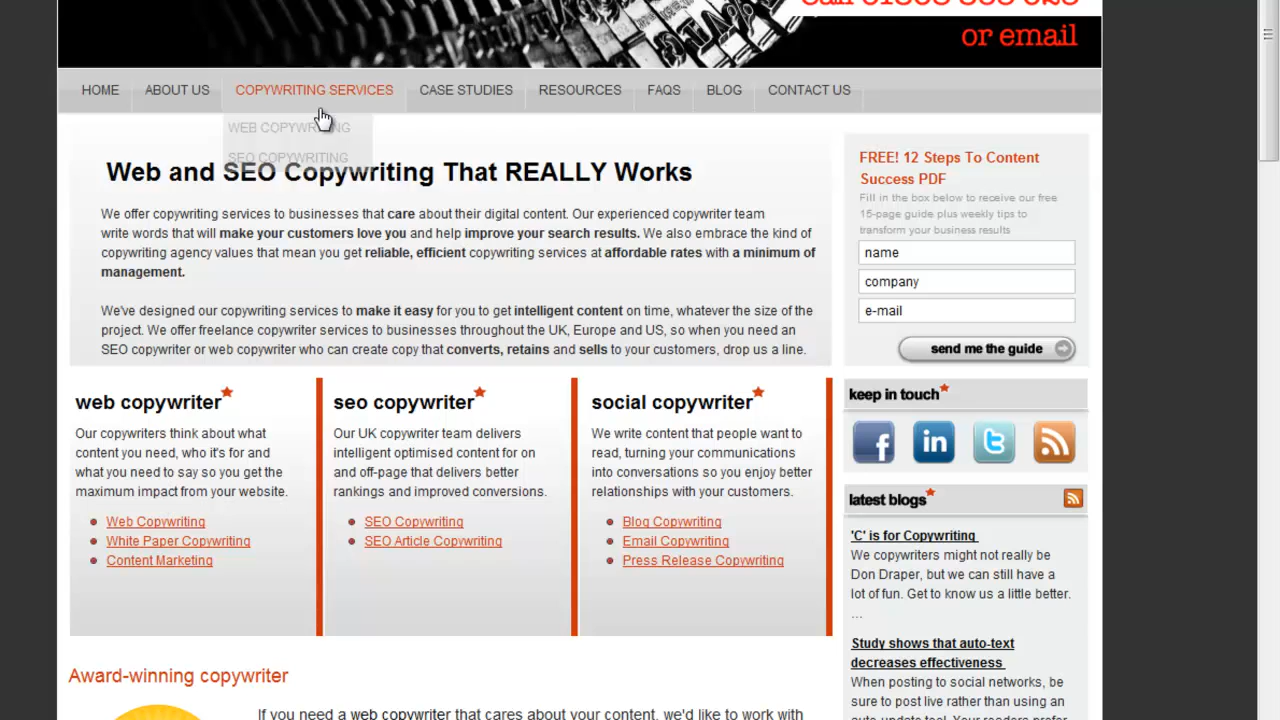 or email
HOME ABOUT US COPYWRITING SERVICES CASE STUDIES RESOURCES FAQS BLOG CONTACT US
WEB COPYWRITING
SEO COPYWRITING
Web and SEO Copywriting That REALLY Works
We offer copywriting services to businesses that care about their digital content. Our experienced copywriter team
write words that will make your customers love you and help improve your search results. We also embrace the kind of
copywriting agency values that mean you get reliable, efficient copywriting services at affordable rates with a minimum of
management.
We've designed our copywriting services to make it easy for you to get intelligent content on time, whatever the size of the
project. We offer freelance copywriter services to businesses throughout the UK, Europe and US, so when you need an
SEO copywriter or web copywriter who can create copy that converts, retains and sells to your customers, drop us a line.
FREE! 12 Steps To Content
Success PDF
Fill in the box below to receive our free
16-page guide plus weekly tips to
transform your business results
name
company
e-mail
send me the guide
web copywriter
Our copywriters think about what
content you need, who it's for and
what you need to say so you get the
maximum impact from your website.
Web Copywriting
White Paper Copywriting
Content Marketing
seo copywriter
Our UK copywriter team delivers
intelligent optimised content for on
and off-page that delivers better
rankings and improved conversions.
SEO Copywriting
SEO Article Copywriting
social copywriter
We write content that people want to
read, turning your communications
into conversations so you enjoy better
relationships with your customers.
Blog Copywriting
Email Copywriting
Press Release Copywriting
keep in touch
f
in
t
latest blogs
'C' is for Copywriting
We copywriters might not really be
Don Draper, but we can still have a
lot of fun. Get to know us a little better.
...
Study shows that auto-text
decreases effectiveness
When posting to social networks, be
sure to post live rather than using an
auto-update tool. Your readers prefer
Award-winning copywriter
If you need a web copywriter that cares about your content, we'd like to work with